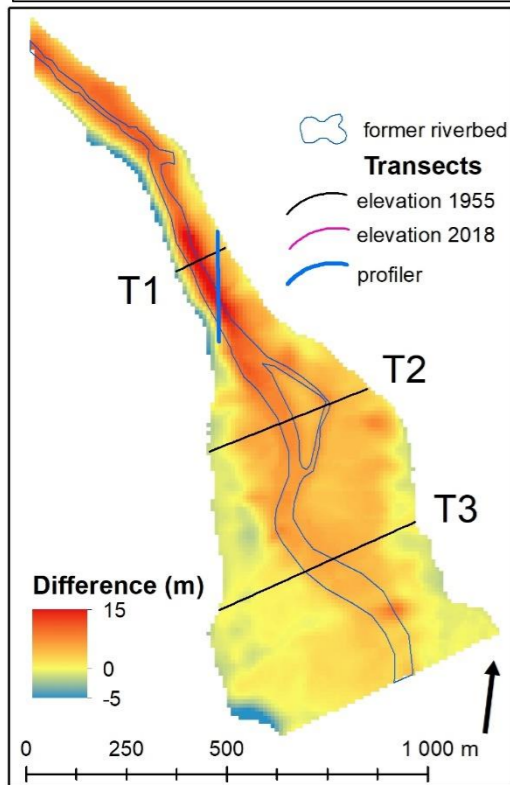 former riverbed
Transects
elevation 1955
elevation 2018
profiler
T1
T2
T3
Difference (m)
15
0
-5
0 250 500 1 000 m